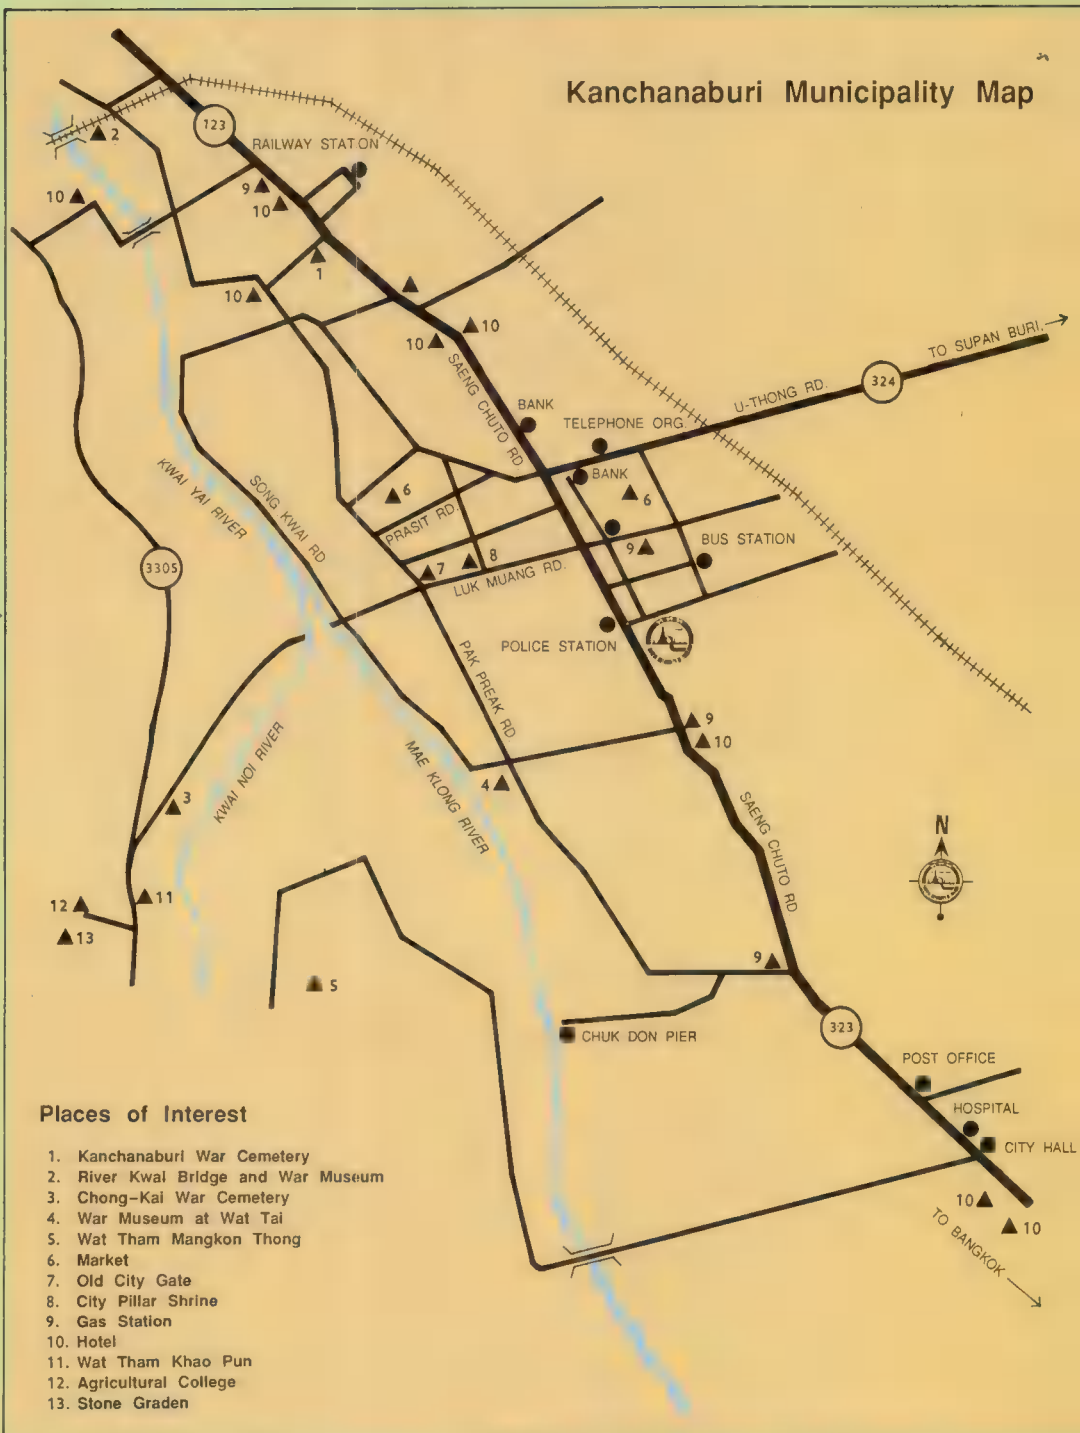 Kanchanaburi Municipality Map
123
2
RAILWAY STATION
9
10
10
1
10
10
10
SAENG CHUTO RD
TO SUPAN BURI.
324
U-THONG RD.
BANK
TELEPHONE ORG.
BANK
6
6
KWAI YAI RIVER
SONG KWAI RD
PRASIT RD.
9
BUS STATION
7
8
LUK MUANG RD.
3305
POLICE STATION
PAK PREAK RD.
9
10
KWAI NOI RIVER
MAE KLONG RIVER
4
3
SAENG CHUTO RD
N
12
11
13
5
9
CHUK DON PIER
323
POST OFFICE
HOSPITAL
CITY HALL
10
10
TO BANGKOK
Places of Interest
1. Kanchanaburi War Cemetery
2. River Kwai Bridge and War Museum
3. Chong-Kai War Cemetery
4. War Museum at Wat Tai
5. Wat Tham Mangkon Thong
6. Market
7. Old City Gate
8. City Pillar Shrine
9. Gas Station
10. Hotel
11. Wat Tham Khao Pun
12. Agricultural College
13. Stone Graden